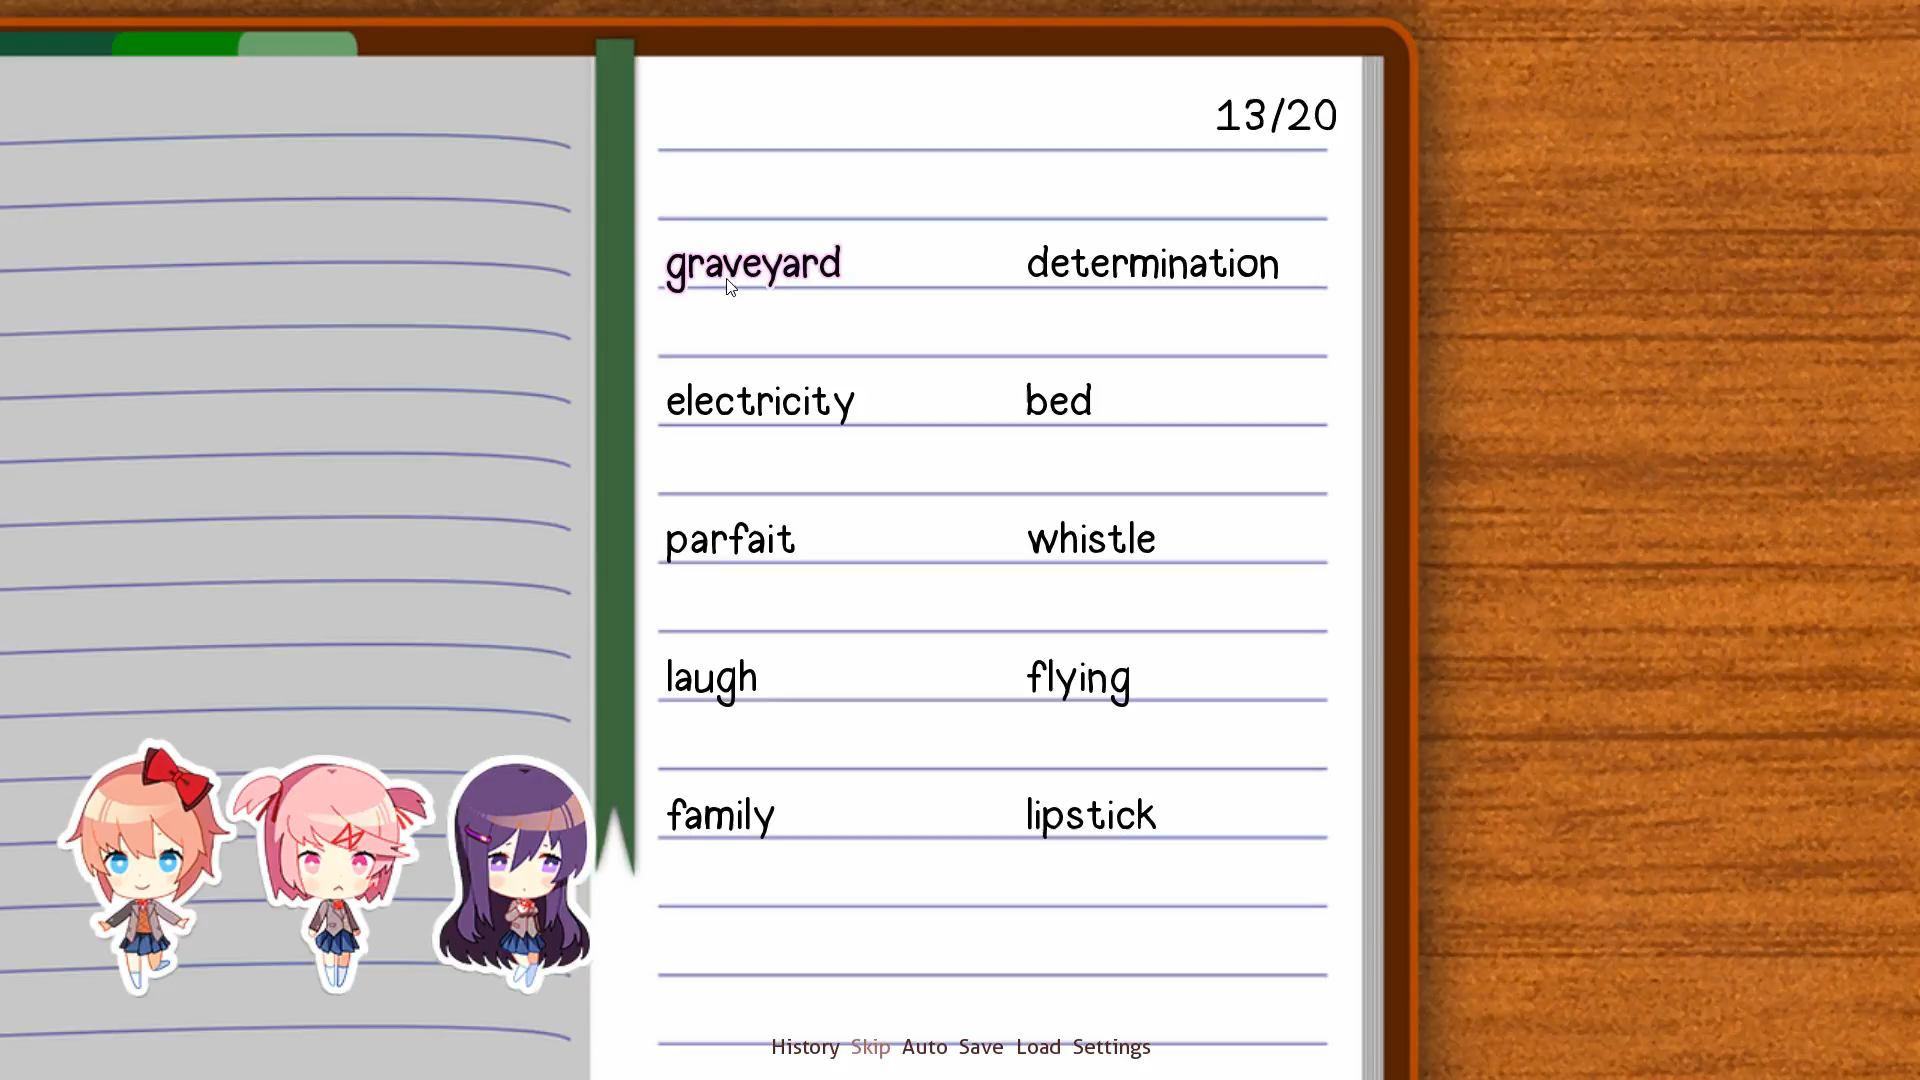 13/20
graveyard determination
electricity bed
parfait whistle
laugh flying
family lipstick
History Skip Auto Save Load Settings